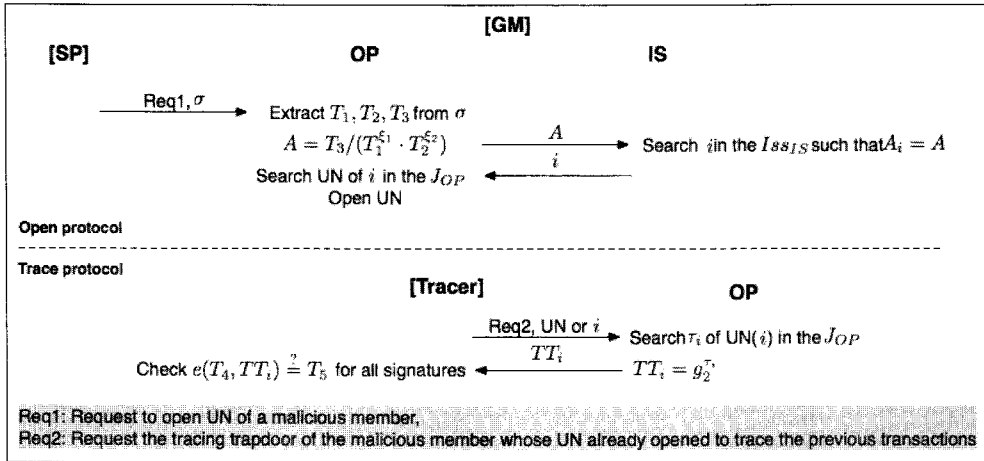 [GM]
[SP] OP IS
Req1, σ
Extract T₁, T₂, T₃ from σ
A = T₃/(T₁^ξ₁ · T₂^ξ₂) A Search i in the Iss_IS such that A_i = A
i
Search UN of i in the J_OP
Open UN
Open protocol
Trace protocol
[Tracer] OP
Req2, UN or i Search τ_i of UN(i) in the J_OP
TT_i
Check e(T₄, TT_i) ≟ T₅ for all signatures TT_i = g₂^τ_i
Req1: Request to open UN of a malicious member,
Req2: Request the tracing trapdoor of the malicious member whose UN already opened to trace the previous transactions